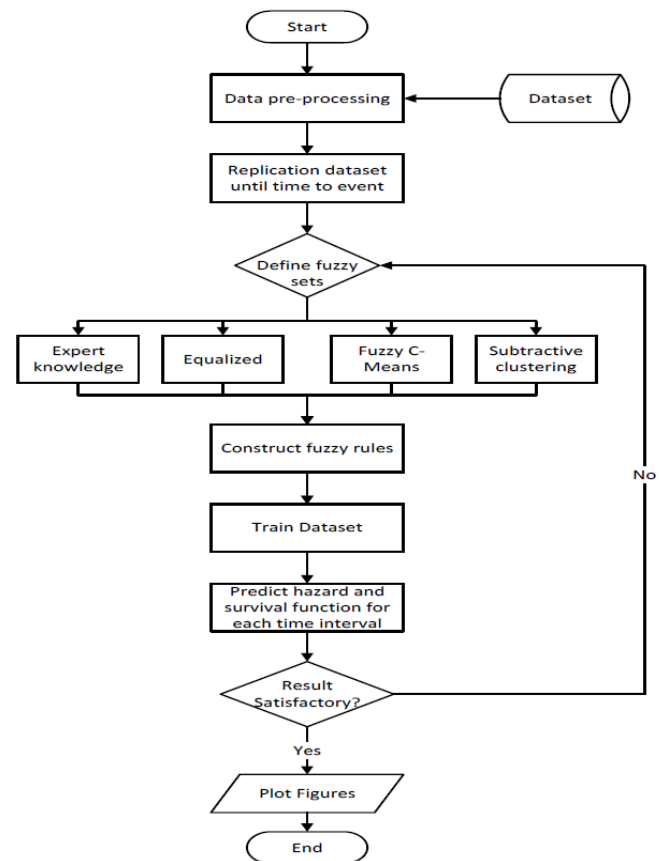 Start
Data pre-processing
Dataset
Replication dataset
until time to event
Define fuzzy
sets
Expert
knowledge
Equalized
Fuzzy C-
Means
Subtractive
clustering
Construct fuzzy rules
No
Train Dataset
Predict hazard and
survival function for
each time interval
Result
Satisfactory?
Yes
Plot Figures
End